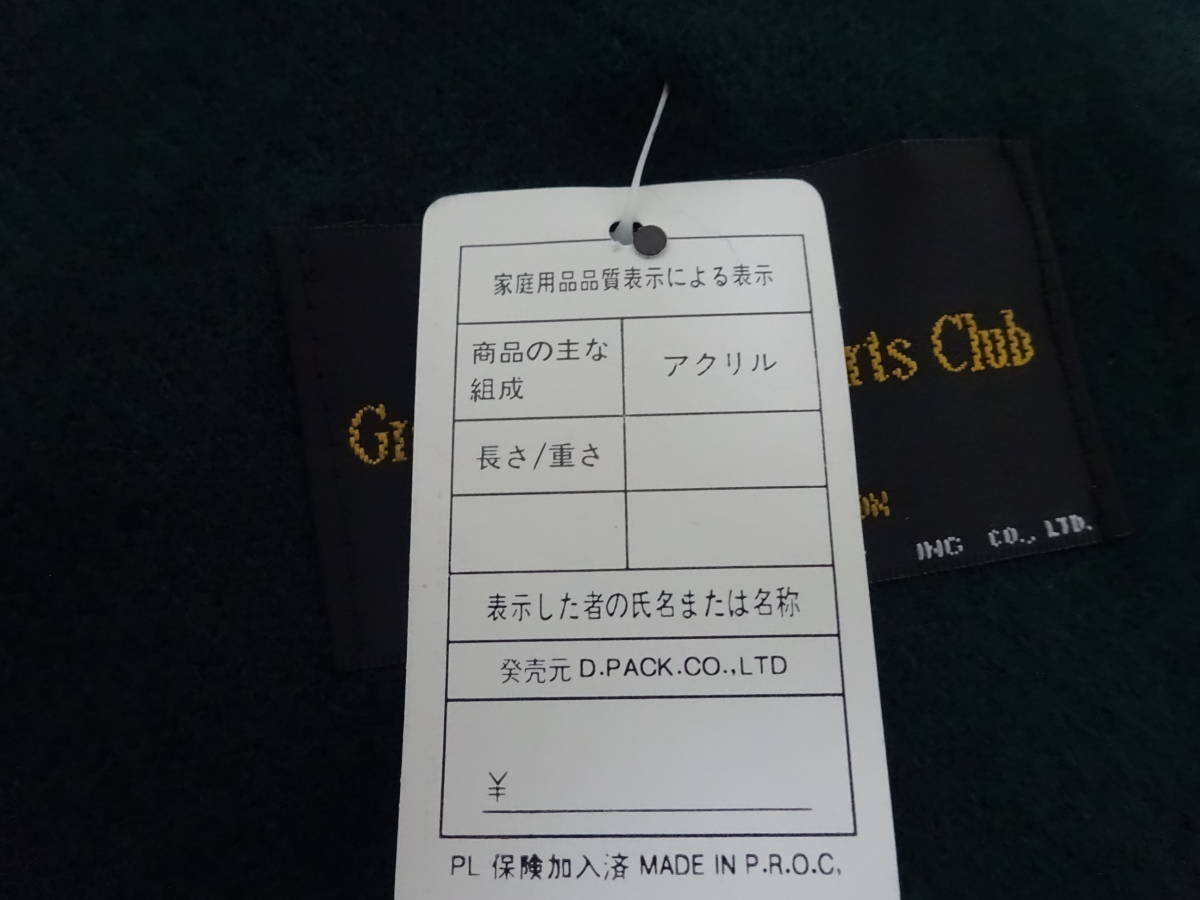 家庭用品品質表示による表示
商品の主な
組成
アクリル
長さ/重さ
表示した者の氏名または名称
発売元 D.PACK.CO.,LTD
¥
PL 保険加入済 MADE IN P.R.O.C,
Club
CO., LTD.